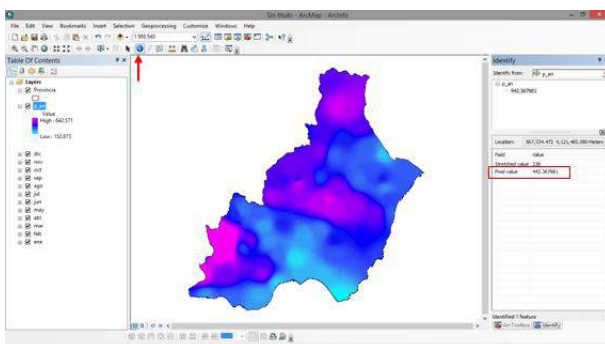 Sin título - ArcMap - ArcInfo
File Edit View Bookmarks Insert Selection Geoprocessing Customize Windows Help
Table Of Contents
Layers
Provincia
p_an
Value
High : 642,571
Low : 152,873
dic
nov
oct
sep
ago
jul
jun
may
abr
mar
feb
ene
Identify
Identify from: p_an
p_an
442.367981
Location:
Field Value
Stretched value
Pixel value 442.367981
Identified 1 feature
ArcToolbox Identify